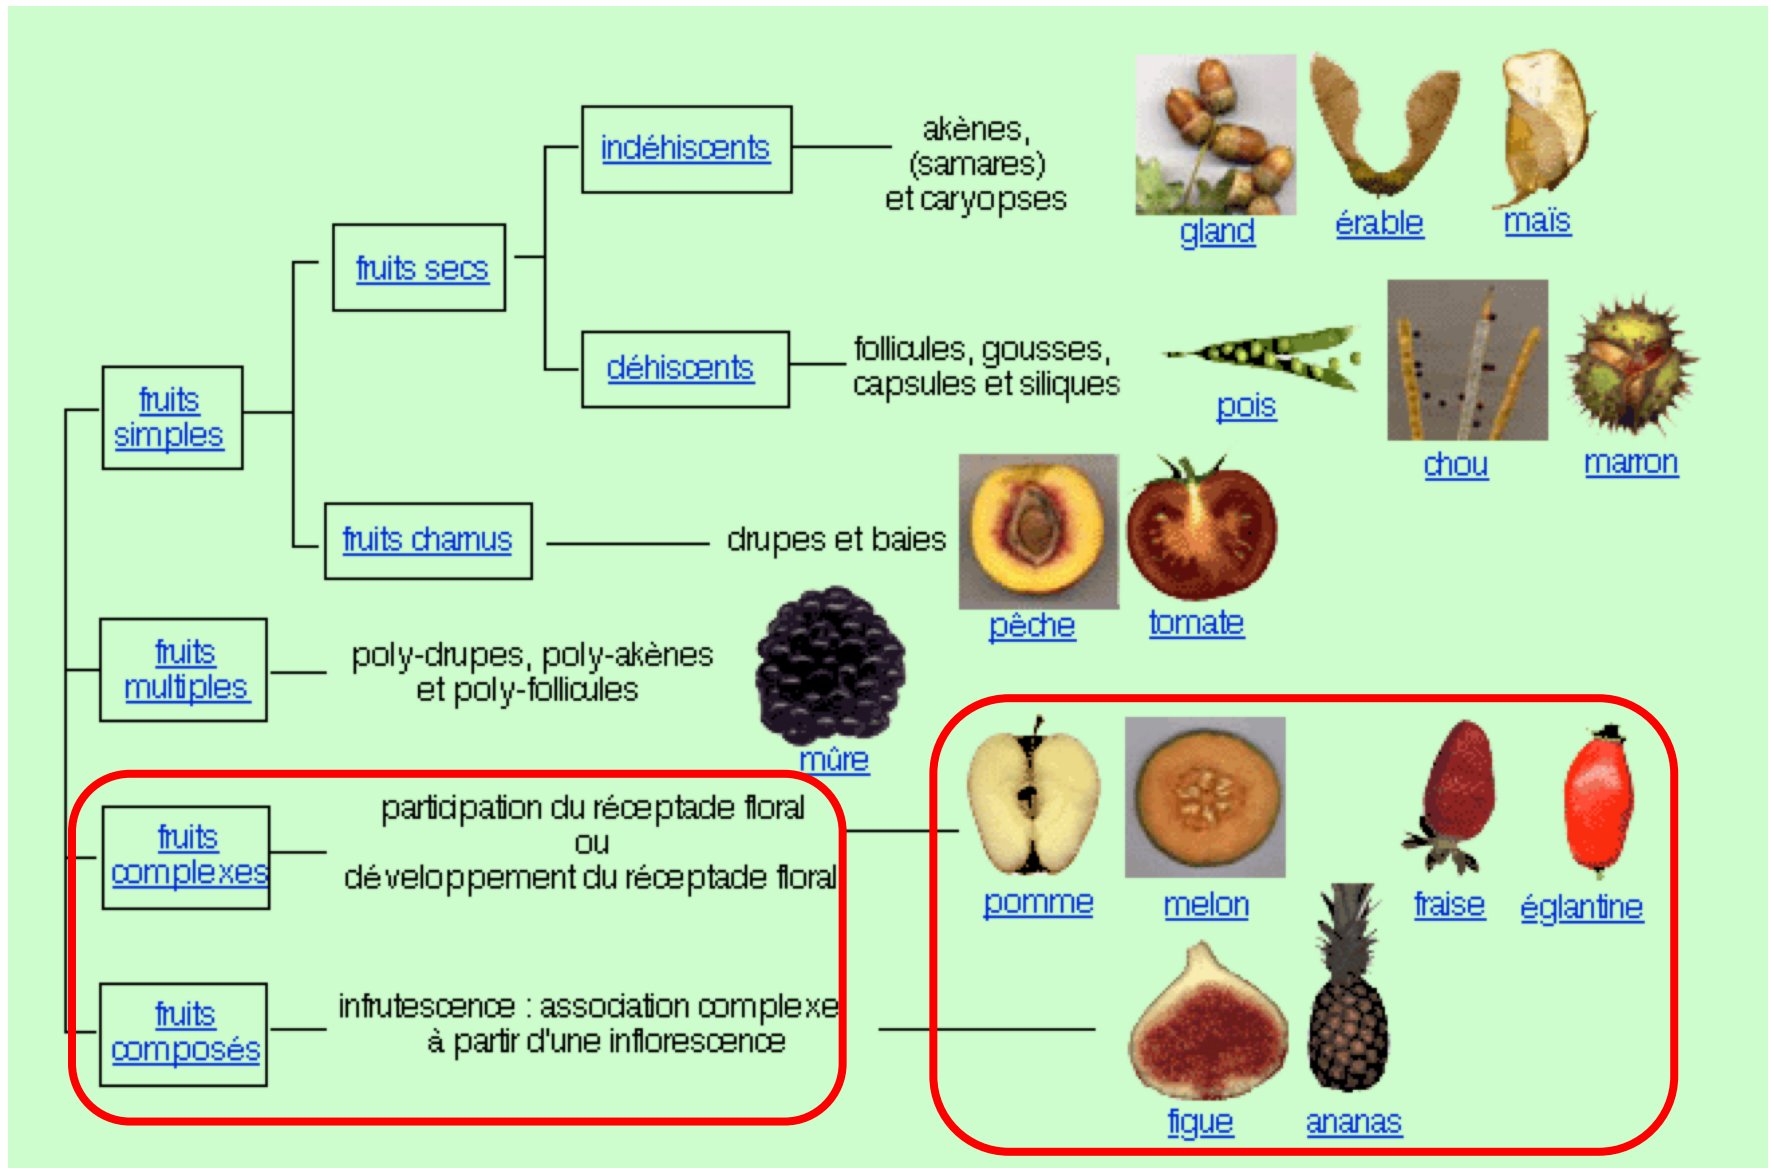 indéhiscents
akènes,
(samares)
et caryopses
gland
érable
maïs
fruits secs
déhiscents
follicules, gousses,
capsules et siliques
pois
chou
marron
fruits
simples
fruits charnus
drupes et baies
pêche
tomate
fruits
multiples
poly-drupes, poly-akènes
et poly-follicules
mûre
fruits
complexes
participation du réceptacle floral
ou
développement du réceptacle floral
pomme
melon
fraise
églantine
fruits
composés
infrutescence : association complexe
à partir d'une inflorescence
figue
ananas